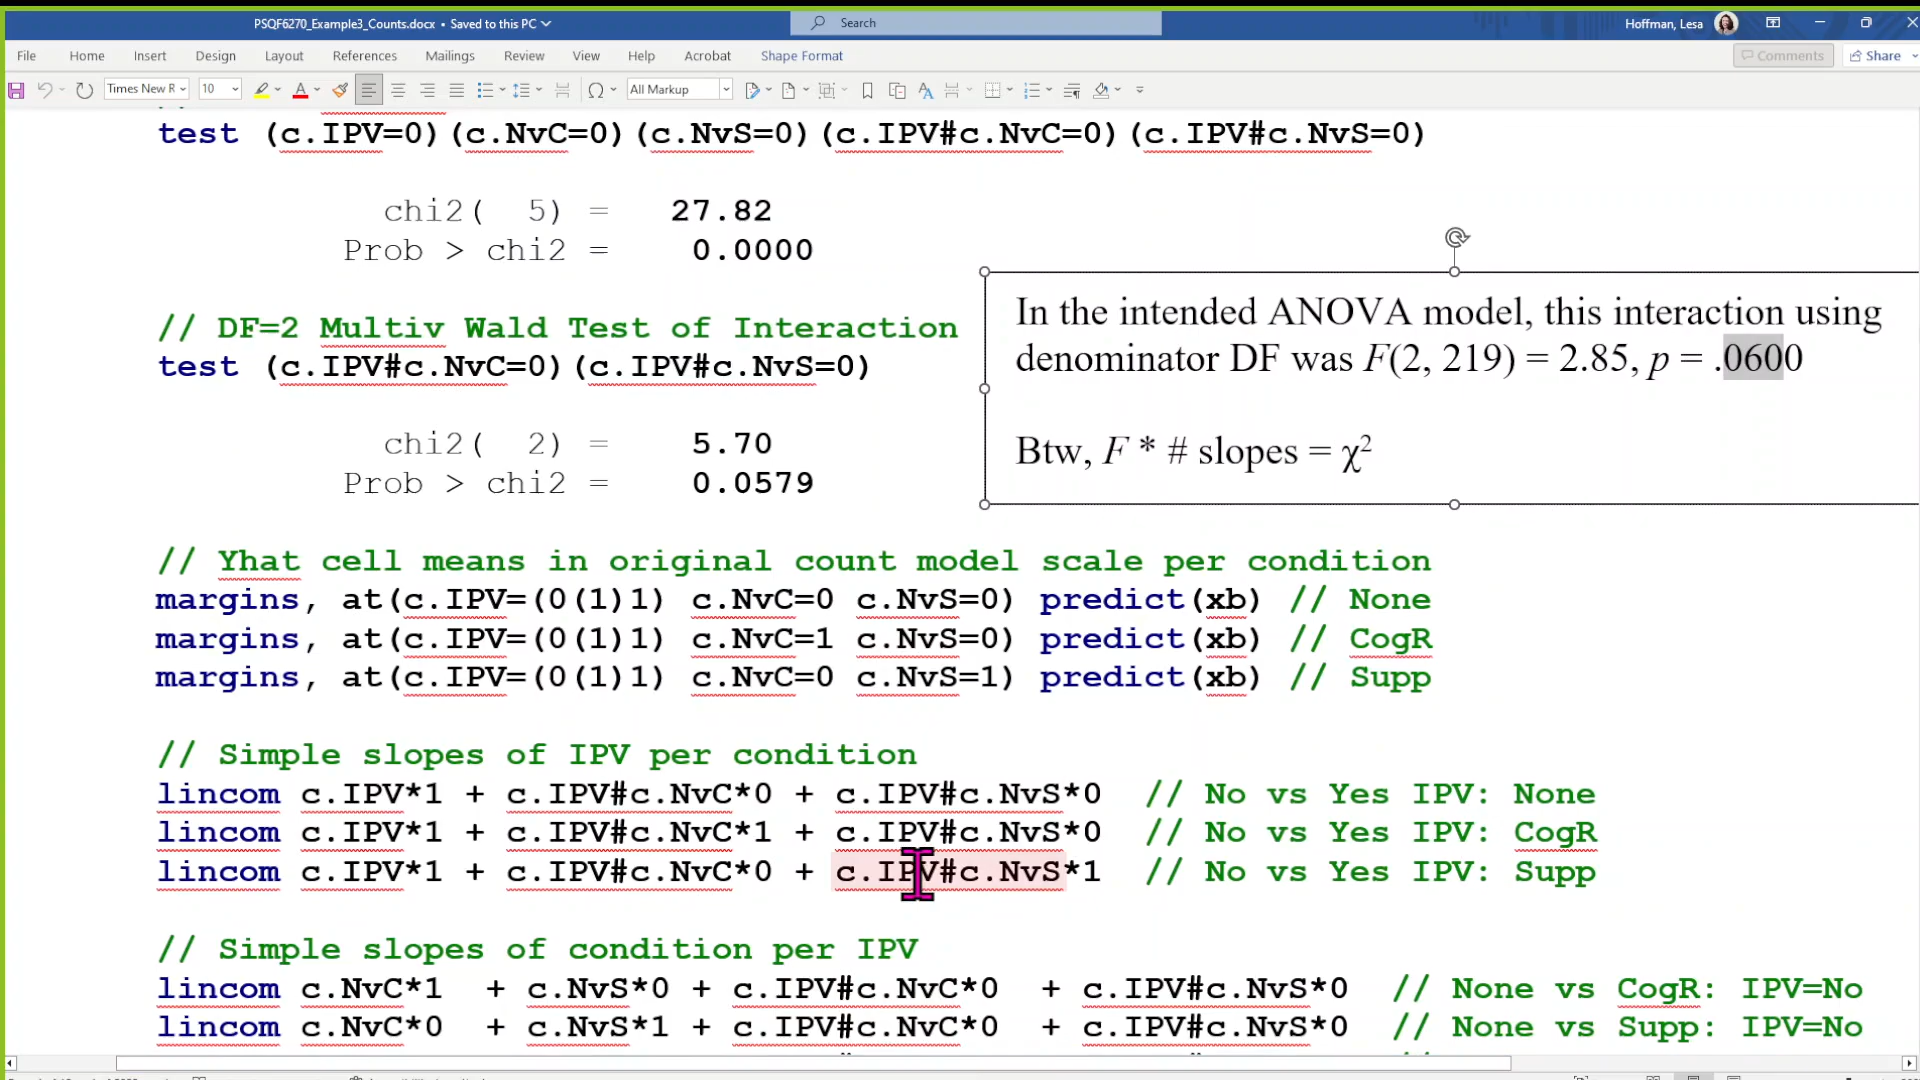 PSQF6270_Example3_Counts.docx • Saved to this PC
Search
Hoffman, Lesa
File Home Insert Draw Design Layout References Mailings Review View Help Acrobat Shape Format
Comments Share
Times New R 10 All Markup
test (c.IPV=0)(c.NvC=0)(c.NvS=0)(c.IPV#c.NvC=0)(c.IPV#c.NvS=0)
chi2( 5) = 27.82
Prob > chi2 = 0.0000
// DF=2 Multiv Wald Test of Interaction
test (c.IPV#c.NvC=0)(c.IPV#c.NvS=0)
chi2( 2) = 5.70
Prob > chi2 = 0.0579
In the intended ANOVA model, this interaction using
denominator DF was F(2, 219) = 2.85, p = .0600
Btw, F * # slopes = χ²
// Yhat cell means in original count model scale per condition
margins, at(c.IPV=(0(1)1) c.NvC=0 c.NvS=0) predict(xb) // None
margins, at(c.IPV=(0(1)1) c.NvC=1 c.NvS=0) predict(xb) // CogR
margins, at(c.IPV=(0(1)1) c.NvC=0 c.NvS=1) predict(xb) // Supp
// Simple slopes of IPV per condition
lincom c.IPV*1 + c.IPV#c.NvC*0 + c.IPV#c.NvS*0 // No vs Yes IPV: None
lincom c.IPV*1 + c.IPV#c.NvC*1 + c.IPV#c.NvS*0 // No vs Yes IPV: CogR
lincom c.IPV*1 + c.IPV#c.NvC*0 + c.IPV#c.NvS*1 // No vs Yes IPV: Supp
// Simple slopes of condition per IPV
lincom c.NvC*1 + c.NvS*0 + c.IPV#c.NvC*0 + c.IPV#c.NvS*0 // None vs CogR: IPV=No
lincom c.NvC*0 + c.NvS*1 + c.IPV#c.NvC*0 + c.IPV#c.NvS*0 // None vs Supp: IPV=No